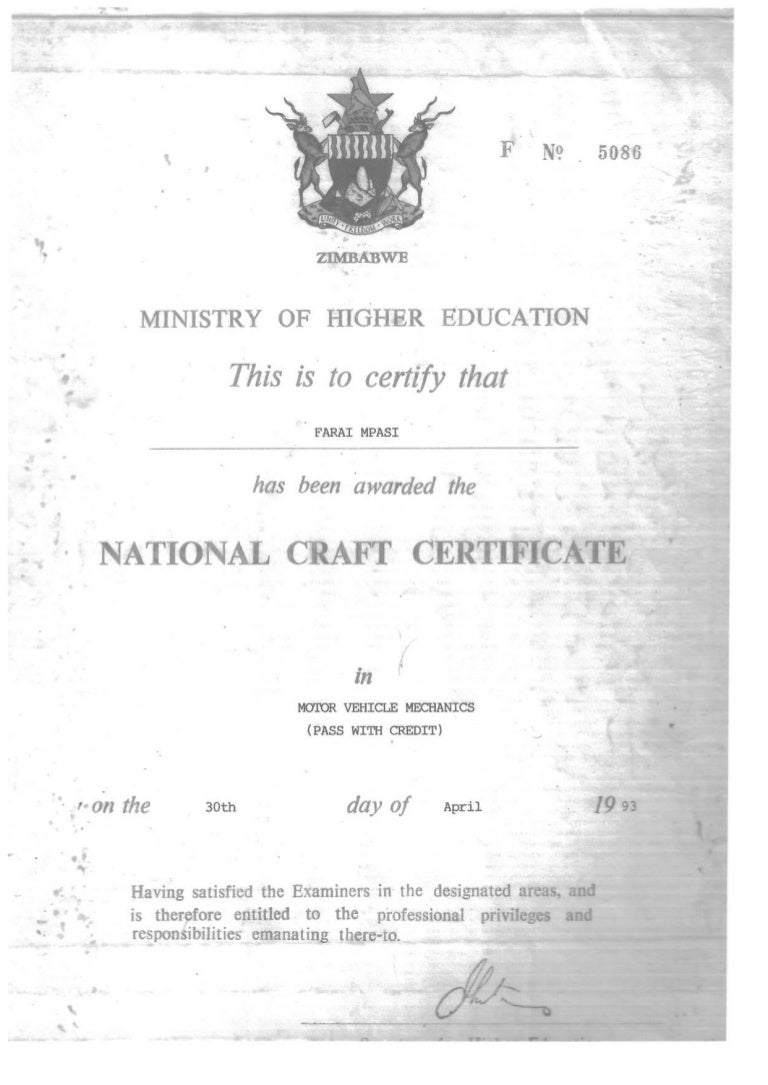 F Nº 5086
UNITY · FREEDOM · WORK
ZIMBABWE
MINISTRY OF HIGHER EDUCATION
This is to certify that
FARAI MPASI
has been awarded the
NATIONAL CRAFT CERTIFICATE
in
MOTOR VEHICLE MECHANICS
(PASS WITH CREDIT)
on the 30th day of April 19 93
Having satisfied the Examiners in the designated areas, and
is therefore entitled to the professional privileges and
responsibilities emanating there-to.